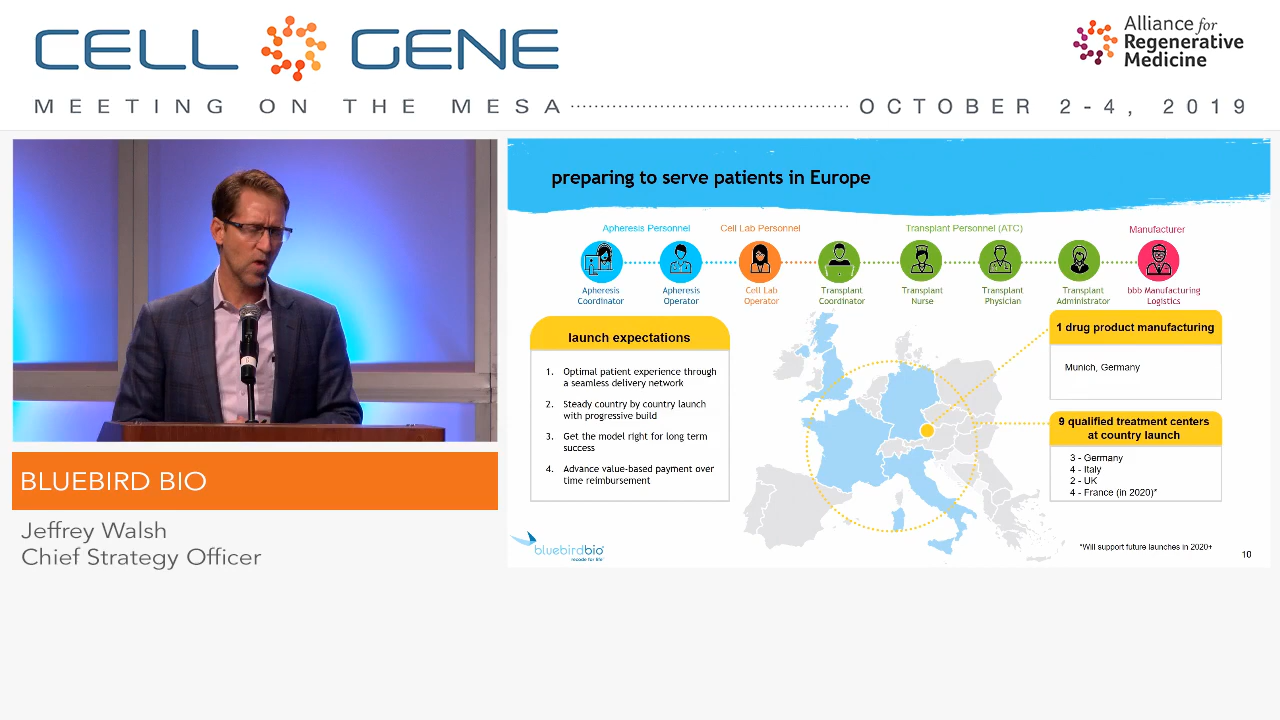 CELL GENE
MEETING ON THE MESA
OCTOBER 2-4, 2019
Alliance for
Regenerative
Medicine
preparing to serve patients in Europe
Apheresis Personnel
Cell Lab Personnel
Transplant Personnel (ATC)
Manufacturer
Apheresis
Coordinator
Apheresis
Operator
Cell Lab
Operator
Transplant
Coordinator
Transplant
Nurse
Transplant
Physician
Transplant
Administrator
bbb Manufacturing
Logistics
launch expectations
1. Optimal patient experience through
a seamless delivery network
2. Steady country by country launch
with progressive build
3. Get the model right for long term
success
4. Advance value-based payment over
time reimbursement
1 drug product manufacturing
Munich, Germany
9 qualified treatment centers
at country launch
3 - Germany
4 - Italy
2 - UK
4 - France (in 2020)*
bluebirdbio
recode for life
*Will support future launches in 2020+
10
BLUEBIRD BIO
Jeffrey Walsh
Chief Strategy Officer